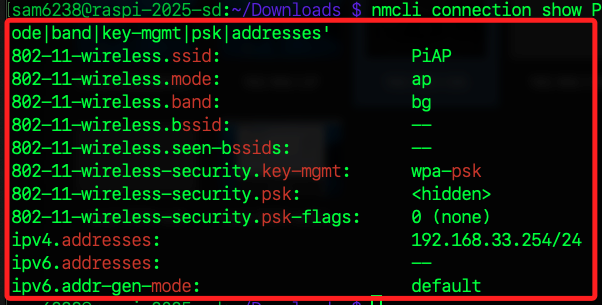 [sam6238@raspi-2025-sd:~/Downloads $ nmcli connection show P
ode|band|key-mgmt|psk|addresses'
802-11-wireless.ssid: PiAP
802-11-wireless.mode: ap
802-11-wireless.band: bg
802-11-wireless.bssid: --
802-11-wireless.seen-bssids: --
802-11-wireless-security.key-mgmt: wpa-psk
802-11-wireless-security.psk: <hidden>
802-11-wireless-security.psk-flags: 0 (none)
ipv4.addresses: 192.168.33.254/24
ipv6.addresses: --
ipv6.addr-gen-mode: default